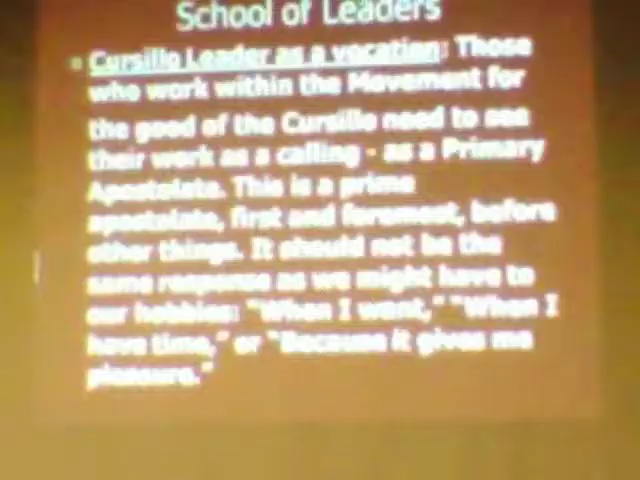 School of Leaders
Cursillo Leader as a vocation: Those
who work within the Movement for
the good of the Cursillo need to see
their work as a calling - as a Primary
Apostolate. This is a prime
apostolate, first and foremost, before
other things. It should not be the
same response as we might have to
our hobbies: "When I want," "When I
have time," or "Because it gives me
pleasure."